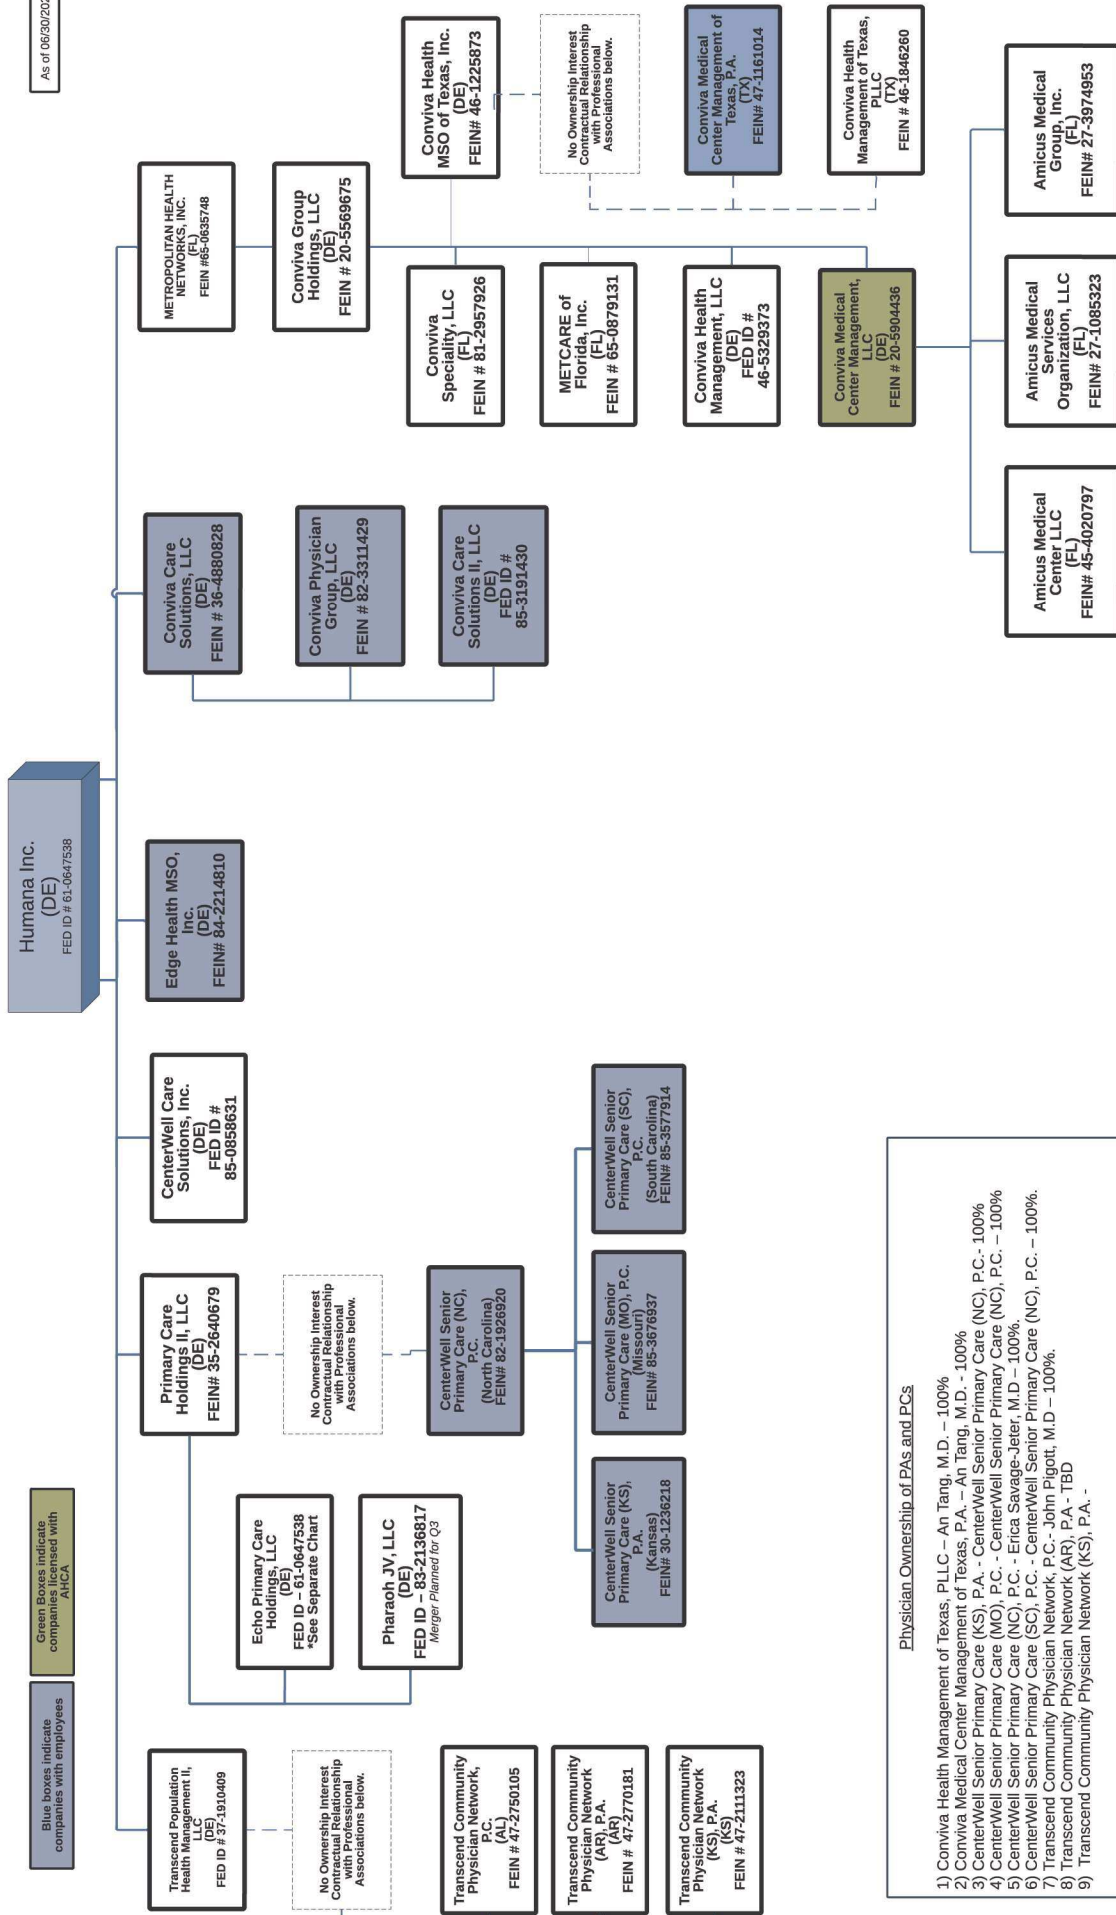 As of 06/30/202
Humana Inc.
(DE)
FED ID # 61-0647538
Blue boxes indicate
companies with employees
Green Boxes indicate
companies licensed with
AHCA
Transcend Population
Health Management II,
LLC
(DE)
FED ID # 37-1910409
No Ownership Interest
Contractual Relationship
with Professional
Associations below.
Transcend Community
Physician Network,
P.C.
(AL)
FEIN # 47-2750105
Transcend Community
Physician Network
(AR), P.A.
(AR)
FEIN # 47-2770181
Transcend Community
Physician Network
(KS), P.A.
(KS)
FEIN # 47-2111323
Primary Care
Holdings II, LLC
(DE)
FEIN# 35-2640679
Echo Primary Care
Holdings, LLC
(DE)
FED ID – 61-0647538
*See Separate Chart
Pharaoh JV, LLC
(DE)
FED ID – 83-2136817
Merger Planned for Q3
No Ownership Interest
Contractual Relationship
with Professional
Associations below.
CenterWell Senior
Primary Care (NC),
P.C.
(North Carolina)
FEIN# 82-1926920
CenterWell Senior
Primary Care (KS),
P.A.
(Kansas)
FEIN# 30-1236218
CenterWell Senior
Primary Care (MO), P.C.
(Missouri)
FEIN# 85-3676937
CenterWell Senior
Primary Care (SC),
P.C.
(South Carolina)
FEIN# 85-3577914
CenterWell Care
Solutions, Inc.
(DE)
FED ID #
85-0858631
Edge Health MSO,
Inc.
(DE)
FEIN# 84-2214810
Conviva Care
Solutions, LLC
(DE)
FEIN # 36-4880828
Conviva Physician
Group, LLC
(DE)
FEIN # 82-3311429
Conviva Care
Solutions II, LLC
(DE)
FED ID #
85-3191430
METROPOLITAN HEALTH
NETWORKS, INC.
(FL)
FEIN #65-0635748
Conviva Group
Holdings, LLC
(DE)
FEIN # 20-5569675
Conviva Health
MSO of Texas, Inc.
(DE)
FEIN# 46-1225873
No Ownership Interest
Contractual Relationship
with Professional
Associations below.
Conviva Medical
Center Management of
Texas, P.A.
(TX)
FEIN# 47-1161014
Conviva Health
Management of Texas,
PLLC
(TX)
FEIN # 46-1846260
Conviva
Speciality, LLC
(FL)
FEIN # 81-2957926
METCARE of
Florida, Inc.
(FL)
FEIN # 65-0879131
Conviva Health
Management, LLC
(DE)
FED ID #
46-5329373
Conviva Medical
Center Management,
LLC
(DE)
FEIN # 20-5904436
Amicus Medical
Center LLC
(FL)
FEIN# 45-4020797
Amicus Medical
Services
Organization, LLC
(FL)
FEIN# 27-1085323
Amicus Medical
Group, Inc.
(FL)
FEIN# 27-3974953
Physician Ownership of PAs and PCs
1) Conviva Health Management of Texas, PLLC – An Tang, M.D. – 100%
2) Conviva Medical Center Management of Texas, P.A. – An Tang, M.D. - 100%
3) CenterWell Senior Primary Care (KS), P.A. - CenterWell Senior Primary Care (NC), P.C.- 100%
4) CenterWell Senior Primary Care (MO), P.C. - CenterWell Senior Primary Care (NC), P.C. – 100%
5) CenterWell Senior Primary Care (NC), P.C. - Erica Savage-Jeter, M.D – 100%.
6) CenterWell Senior Primary Care (SC), P.C. - CenterWell Senior Primary Care (NC), P.C. – 100%.
7) Transcend Community Physician Network, P.C.- John Pigott, M.D – 100%.
8) Transcend Community Physician Network (AR), P.A - TBD
9) Transcend Community Physician Network (KS), P.A. -